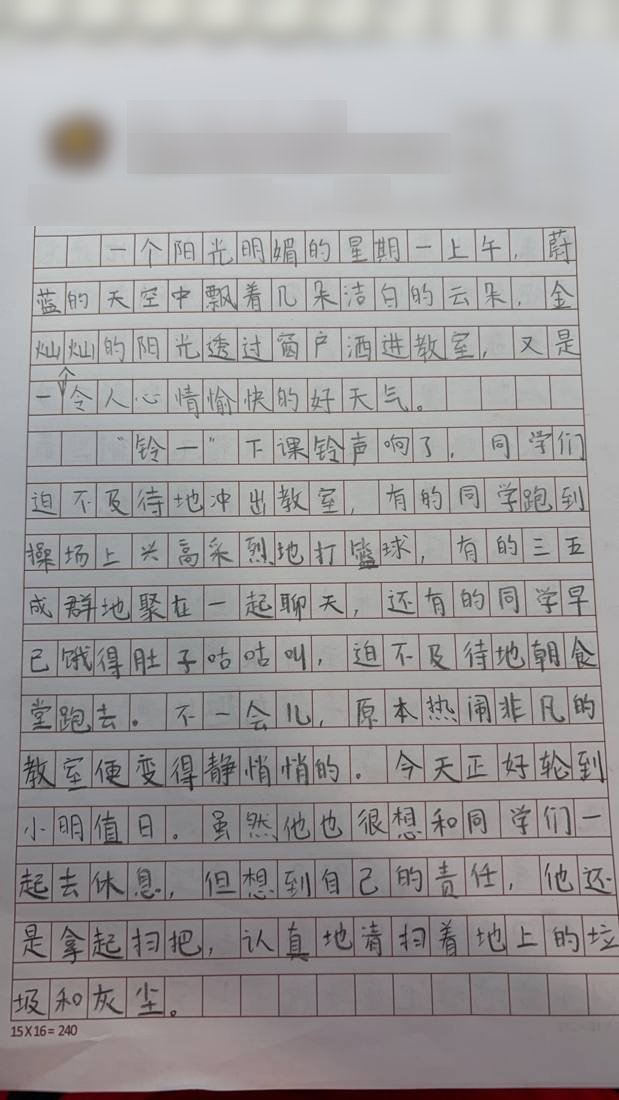 一个阳光明媚的星期一上午，蔚
蓝的天空中飘着几朵洁白的云朵，金
灿灿的阳光透过窗户洒进教室，又是
一令人心情愉快的好天气。
“铃一”下课铃声响了，同学们
迫不及待地冲出教室，有的同学跑到
操场上兴高采烈地打篮球，有的三五
成群地聚在一起聊天，还有的同学早
已饿得肚子咕咕叫，迫不及待地朝食
堂跑去。不一会儿，原本热闹非凡的
教室便变得静悄悄的。今天正好轮到
小明值日。虽然他也很想和同学们一
起去休息，但想到自己的责任，他还
是拿起扫把，认真地清扫着地上的垃
圾和灰尘。
15X16=240